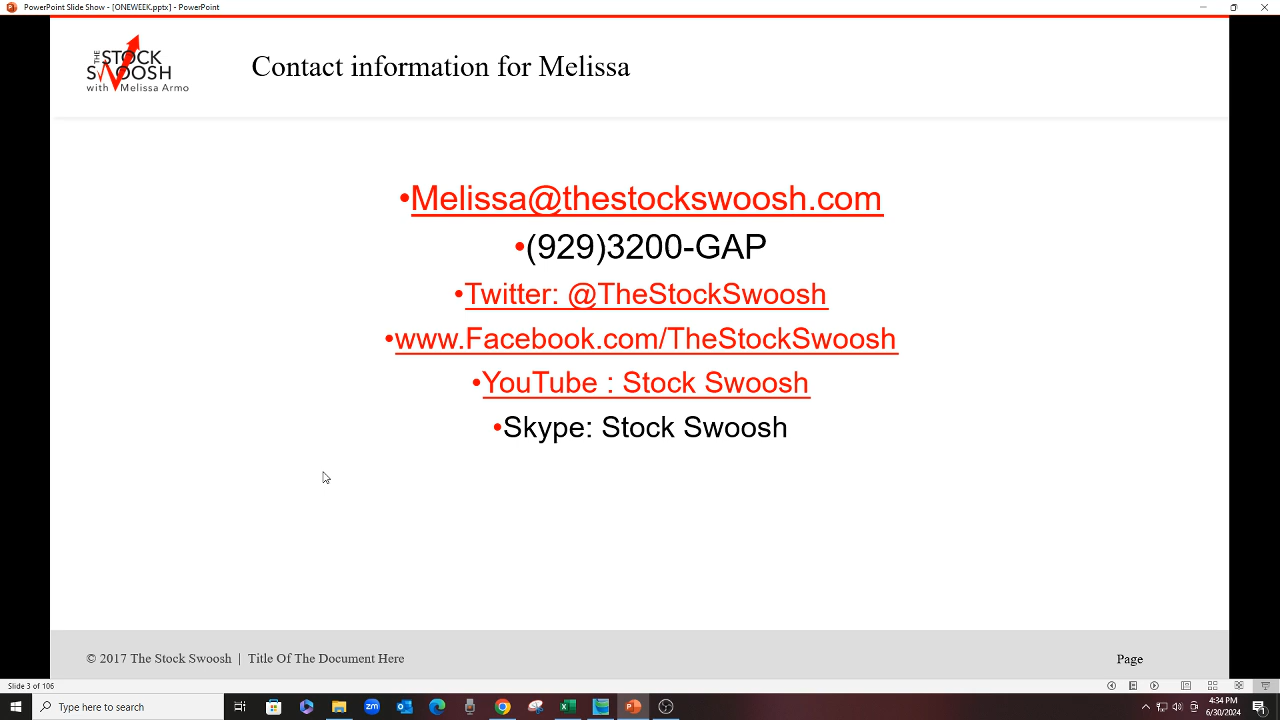 PowerPoint Slide Show - [ONEWEEK.pptx] - PowerPoint
THE STOCK
SWOOSH
with Melissa Armo
Contact information for Melissa
•Melissa@thestockswoosh.com
•(929)3200-GAP
•Twitter: @TheStockSwoosh
•www.Facebook.com/TheStockSwoosh
•YouTube : Stock Swoosh
•Skype: Stock Swoosh
© 2017 The Stock Swoosh | Title Of The Document Here
Page
Slide 3 of 106
Type here to search
zm
4:34 PM
6/30/2024
1